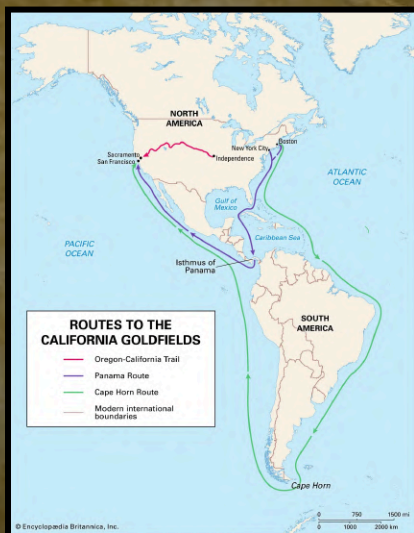 NORTH
AMERICA
Boston
New York City
Sacramento
San Francisco
Independence
ATLANTIC
OCEAN
Gulf of
Mexico
Caribbean Sea
PACIFIC
OCEAN
Isthmus of
Panama
ROUTES TO THE
CALIFORNIA GOLDFIELDS
Oregon-California Trail
Panama Route
Cape Horn Route
Modern international
boundaries
SOUTH
AMERICA
Cape Horn
0 750 1500 mi
0 1000 2000 km
© Encyclopædia Britannica, Inc.